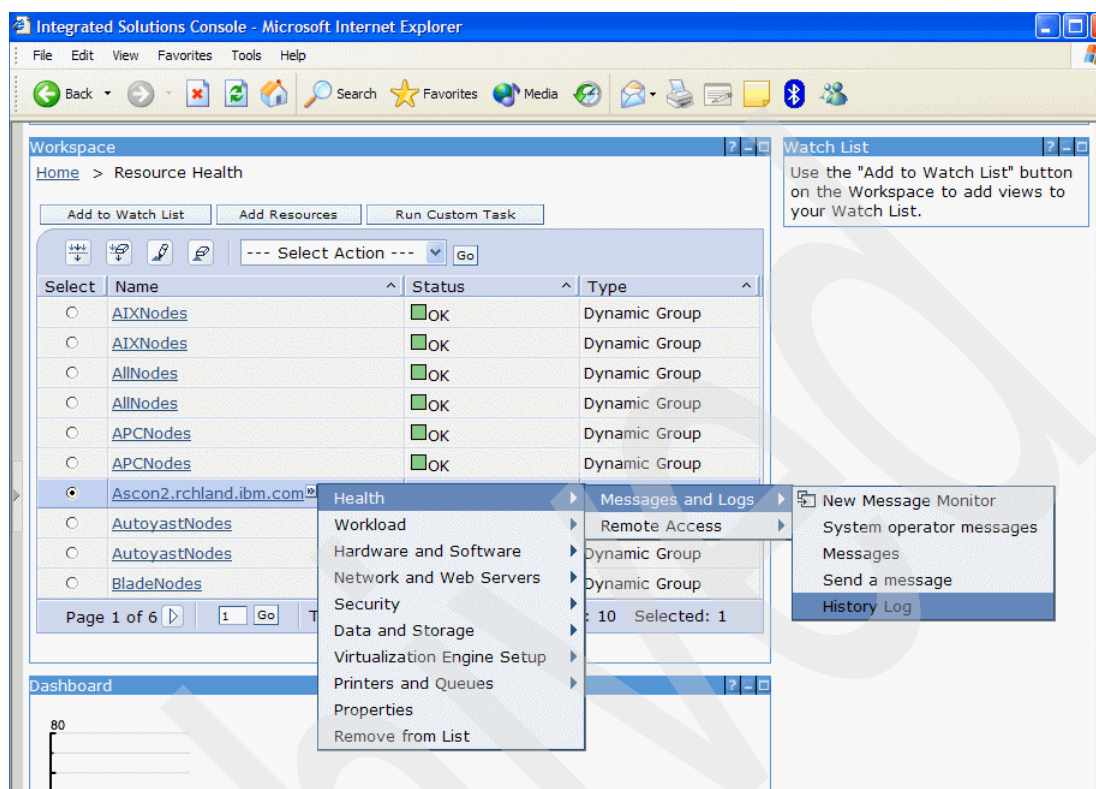 Integrated Solutions Console - Microsoft Internet Explorer
File Edit View Favorites Tools Help
Back Search Favorites Media
Workspace ? Watch List ?
Home > Resource Health
Use the "Add to Watch List" button
on the Workspace to add views to
your Watch List.
Add to Watch List Add Resources Run Custom Task
--- Select Action --- Go
Select Name Status Type
AIXNodes OK Dynamic Group
AIXNodes OK Dynamic Group
AllNodes OK Dynamic Group
AllNodes OK Dynamic Group
APCNodes OK Dynamic Group
APCNodes OK Dynamic Group
Ascon2.rchland.ibm.com
AutoyastNodes Dynamic Group
AutoyastNodes Dynamic Group
BladeNodes Dynamic Group
Page 1 of 6 1 Go T : 10 Selected: 1
Health
Workload
Hardware and Software
Network and Web Servers
Security
Data and Storage
Virtualization Engine Setup
Printers and Queues
Properties
Remove from List
Messages and Logs
Remote Access
New Message Monitor
System operator messages
Messages
Send a message
History Log
Dashboard ?
80